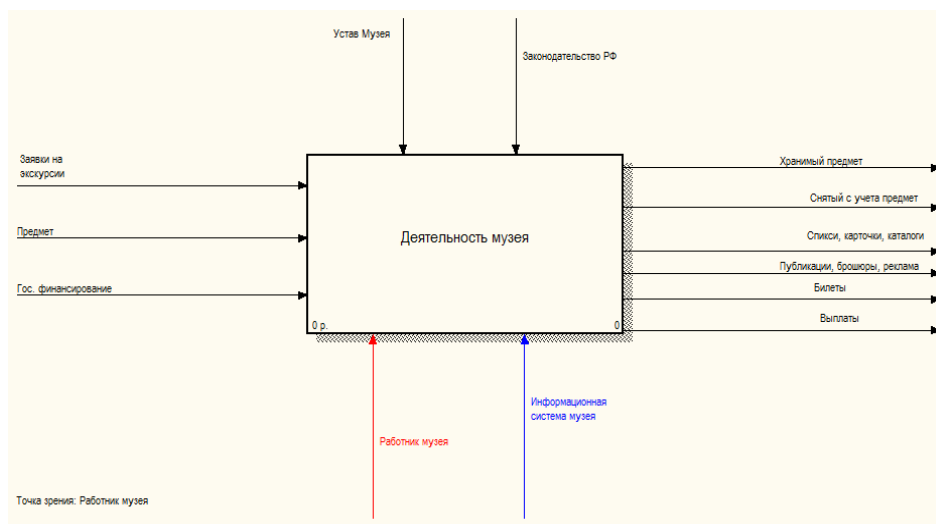 Устав Музея
Законодательство РФ
Заявки на
экскурсии
Хранимый предмет
Снятый с учета предмет
Предмет
Деятельность музея
Спикси, карточки, каталоги
Публикации, брошюры, реклама
Гос. финансирование
Билеты
Выплаты
0 р.
0
Информационная
система музея
Работник музея
Точка зрения: Работник музея